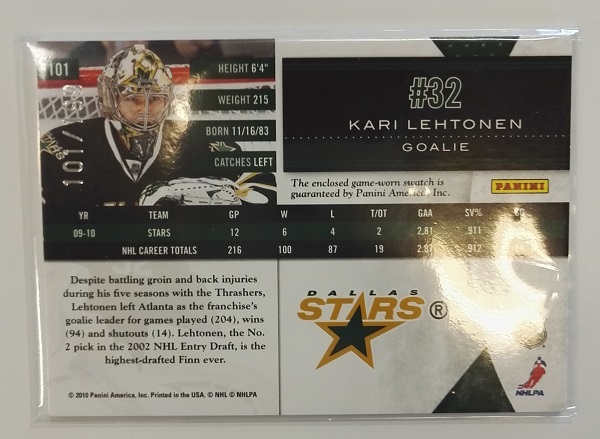 101
HEIGHT 6'4"
WEIGHT 215
BORN 11/16/83
CATCHES LEFT
#32
KARI LEHTONEN
GOALIE
The enclosed game-worn swatch is
guaranteed by Panini America, Inc.
PANINI
YR TEAM GP W L T/OT GAA SV%
09-10 STARS 12 6 4 2 2.81 .911
NHL CAREER TOTALS 216 100 87 19 2.87 .912
Despite battling groin and back injuries
during his five seasons with the Thrashers,
Lehtonen left Atlanta as the franchise's
goalie leader for games played (204), wins
(94) and shutouts (14). Lehtonen, the No.
2 pick in the 2002 NHL Entry Draft, is the
highest-drafted Finn ever.
DALLAS
STARS ®
© 2010 Panini America, Inc. Printed in the USA. © NHL © NHLPA
NHLPA